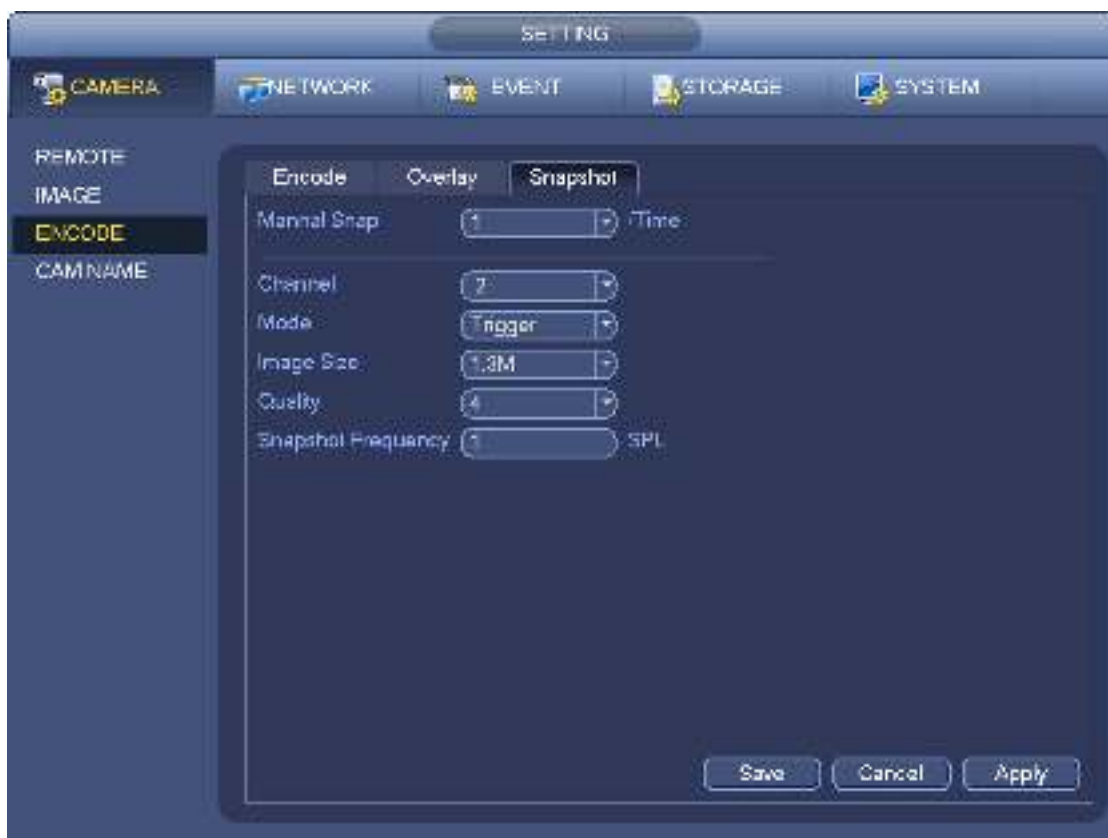 SETTING
CAMERA NETWORK EVENT STORAGE SYSTEM
REMOTE
IMAGE
ENCODE
CAM NAME
Encode Overlay Snapshot
Mannal Snap 1 /Time
Channel 2
Mode Trigger
Image Size 1.3M
Quality 4
Snapshot Frequency 1 SPL
Save Cancel Apply